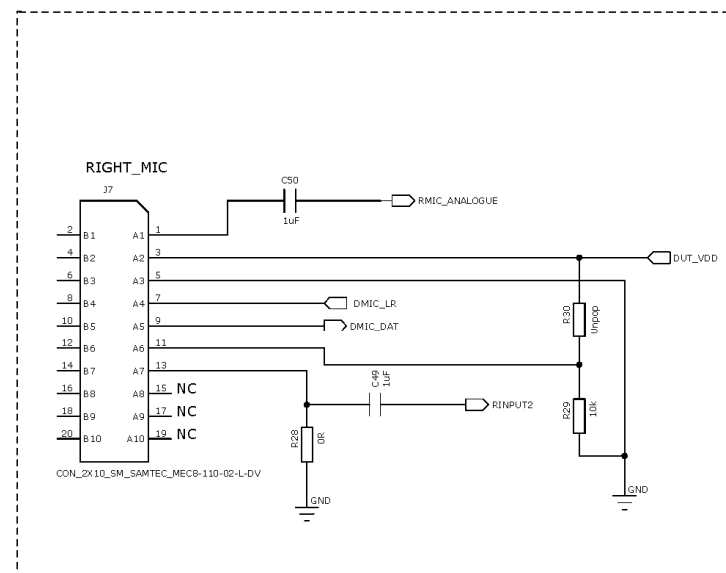 RIGHT_MIC
J7
C50
1uF
RMIC_ANALOGUE
2 B1 A1 1
4 B2 A2 3
DUT_VDD
6 B3 A3 5
8 B4 A4 7
DMIC_LR
10 B5 A5 9
DMIC_DAT
12 B6 A6 11
14 B7 A7 13
16 B8 A8 15 NC
18 B9 A9 17 NC
20 B10 A10 19 NC
R30
Unpop
C49
1uF
RINPUT2
R29
10k
R28
0R
CON_2X10_SM_SAMTEC_MEC8-110-02-L-DV
GND
GND